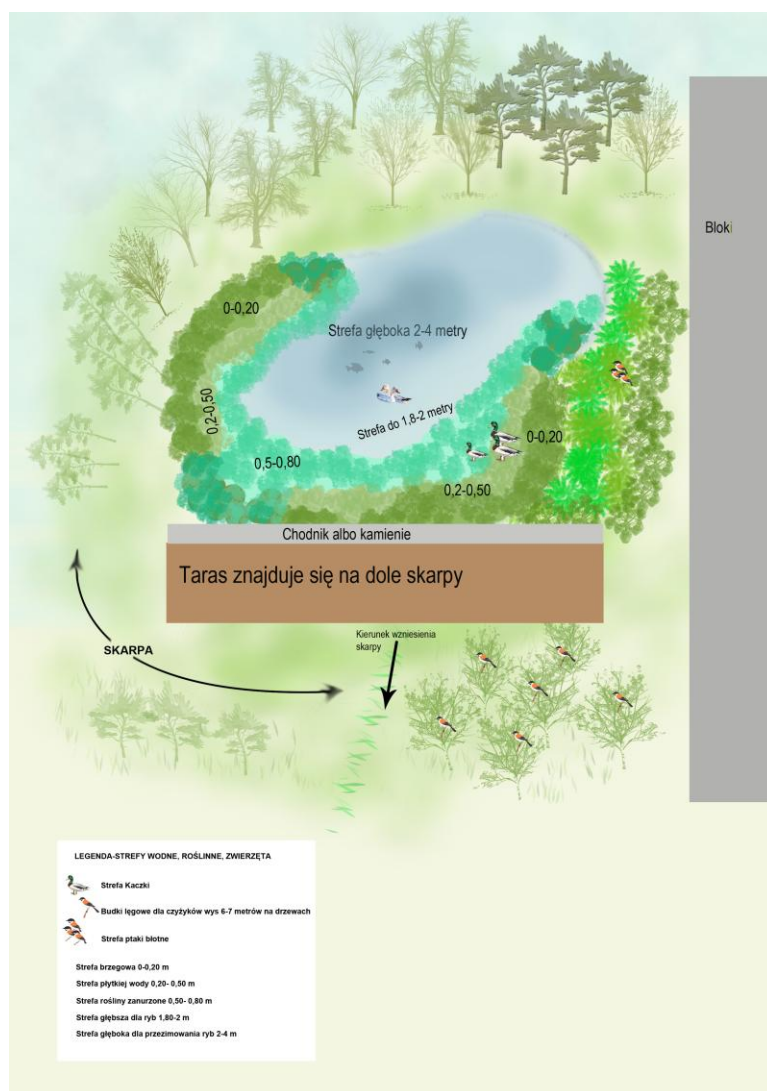 Bloki
0-0,20
Strefa głęboka 2-4 metry
0,2-0,50
Strefa do 1,8-2 metry
0-0,20
0,5-0,80
0,2-0,50
Chodnik albo kamienie
Taras znajduje się na dole skarpy
Kierunek wzniesienia
skarpy
SKARPA
LEGENDA-STREFY WODNE, ROŚLINNE, ZWIERZĘTA
Strefa Kaczki
Budki lęgowe dla czyżyków wys 6-7 metrów na drzewach
Strefa ptaki błotne
Strefa brzegowa 0-0,20 m
Strefa płytkiej wody 0,20- 0,50 m
Strefa rośliny zanurzone 0,50- 0,80 m
Strefa głębsza dla ryb 1,80-2 m
Strefa głęboka dla przezimowania ryb 2-4 m